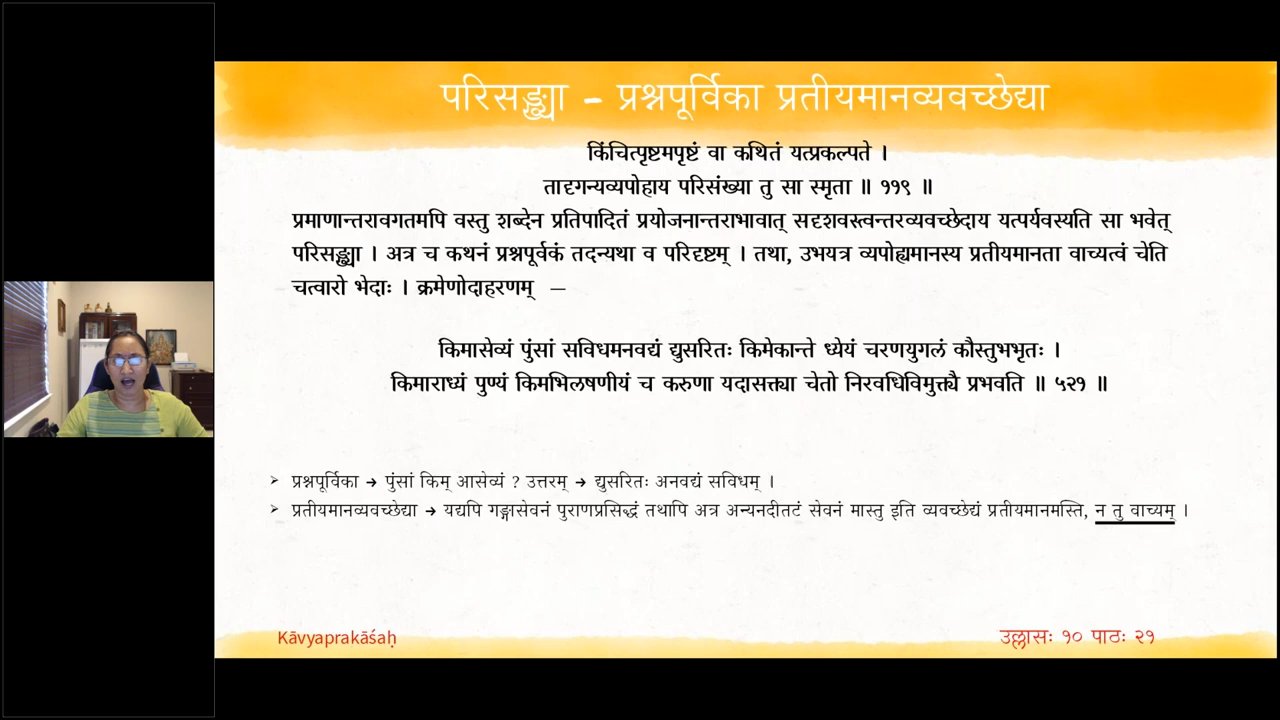 परिसङ्ख्या - प्रश्नपूर्विका प्रतीयमानव्यवच्छेद्या
किंचित्पृष्टमपृष्टं वा कथितं यत्प्रकल्पते ।
तादृगन्यव्यपोहाय परिसंख्या तु सा स्मृता ॥ ११९ ॥
प्रमाणान्तरावगतमपि वस्तु शब्देन प्रतिपादितं प्रयोजनान्तराभावात् सदृशवस्त्वन्तरव्यवच्छेदाय यत्पर्यवस्यति सा भवेत्
परिसङ्ख्या । अत्र च कथनं प्रश्नपूर्वकं तदन्यथा व परिदृष्टम् । तथा, उभयत्र व्यपोह्यमानस्य प्रतीयमानता वाच्यत्वं चेति
चत्वारो भेदाः । क्रमेणोदाहरणम् —
किमासेव्यं पुंसां सविधमनवद्यं द्युसरितः किमेकान्ते ध्येयं चरणयुगलं कौस्तुभभृतः ।
किमाराध्यं पुण्यं किमभिलषणीयं च करुणा यदासक्त्या चेतो निरवधिविमुक्त्यै प्रभवति ॥ ५२१ ॥
➢ प्रश्नपूर्विका → पुंसां किम् आसेव्यं ? उत्तरम् → द्युसरितः अनवद्यं सविधम् ।
➢ प्रतीयमानव्यवच्छेद्या → यद्यपि गङ्गासेवनं पुराणप्रसिद्धं तथापि अत्र अन्यनदीतटं सेवनं मास्तु इति व्यवच्छेद्यं प्रतीयमानमस्ति, न तु वाच्यम् ।
Kāvyaprakāśaḥ
उल्लासः १० पाठः २१